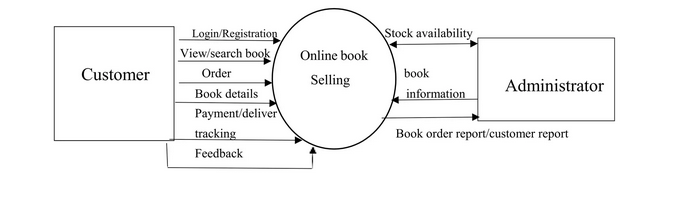 Login/Registration
View/search book
Order
Book details
Payment/deliver
tracking
Feedback
Customer
Online book
Selling
Stock availability
book
information
Book order report/customer report
Administrator